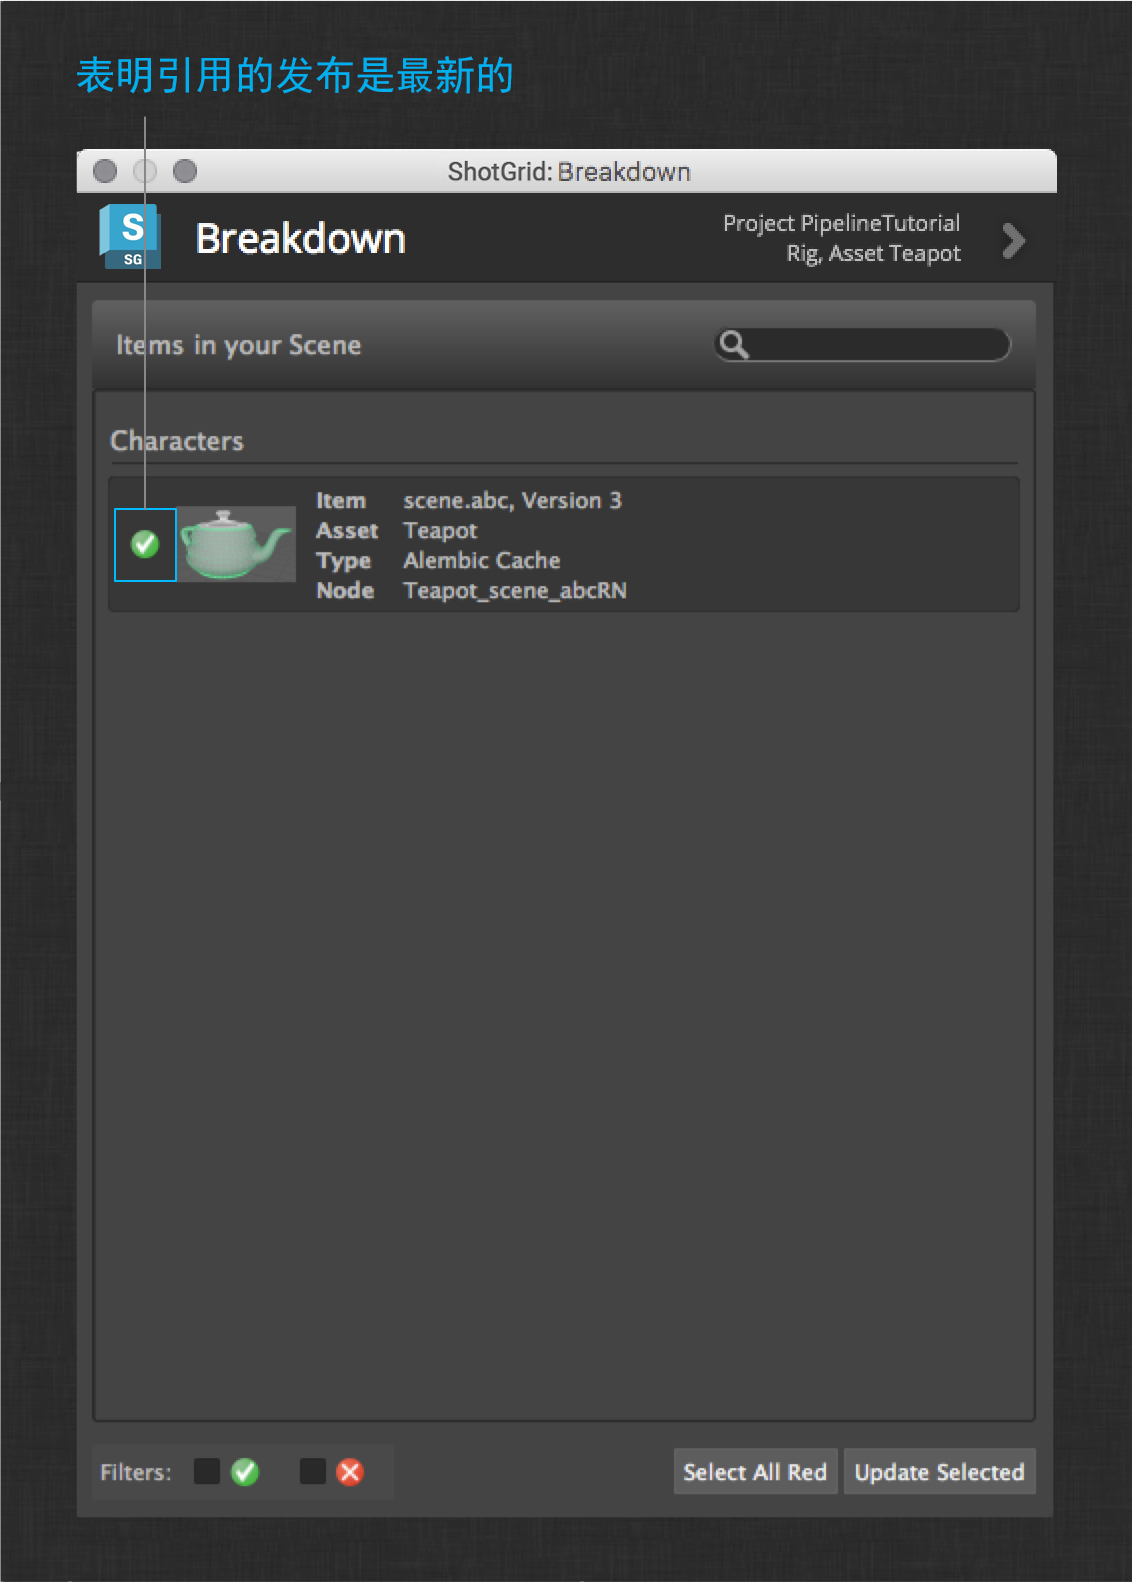 表明引用的发布是最新的
ShotGrid: Breakdown
S
SG
Breakdown
Project PipelineTutorial
Rig, Asset Teapot
Items in your Scene
Characters
Item scene.abc, Version 3
Asset Teapot
Type Alembic Cache
Node Teapot_scene_abcRN
Filters:
Select All Red
Update Selected